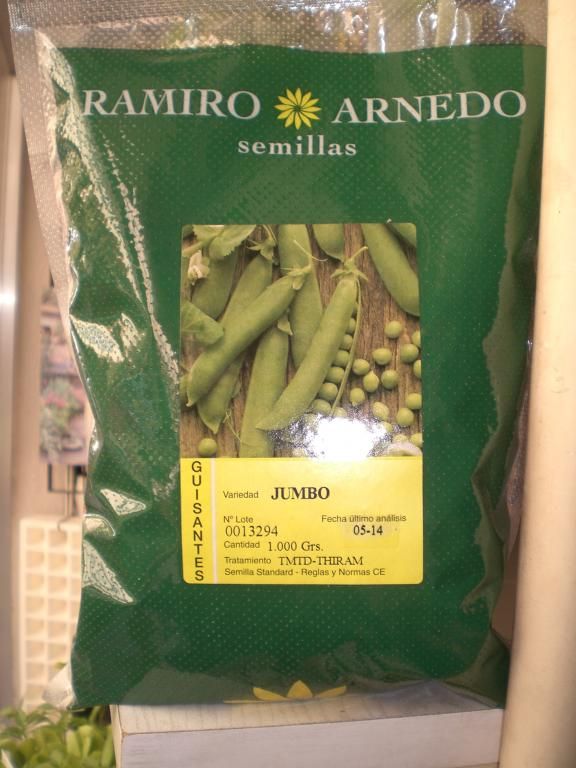 RAMIRO ARNEDO
semillas
GUISANTES
Variedad JUMBO
Nº Lote Fecha último análisis
0013294 05-14
Cantidad 1.000 Grs.
Tratamiento TMTD-THIRAM
Semilla Standard - Reglas y Normas CE